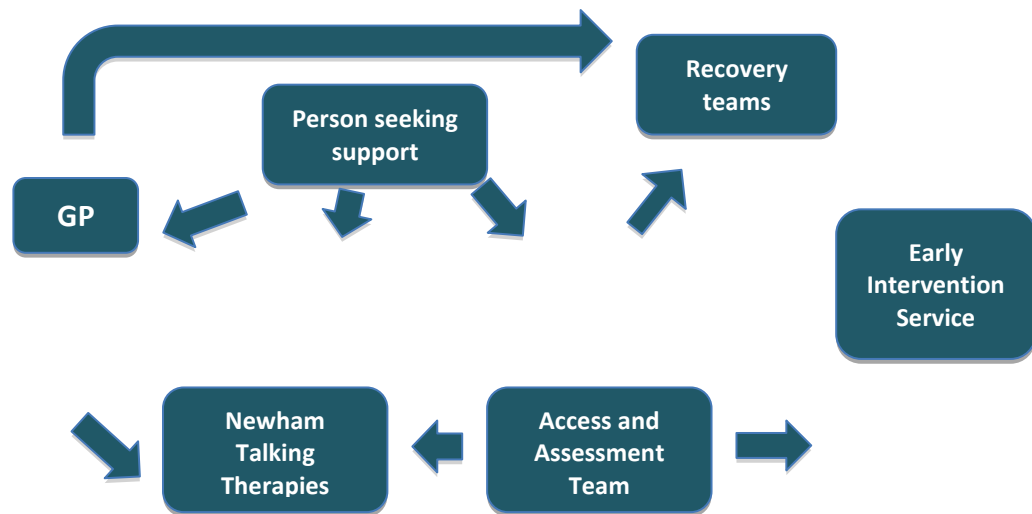 Recovery
teams
Person seeking
support
GP
Early
Intervention
Service
Newham
Talking
Therapies
Access and
Assessment
Team